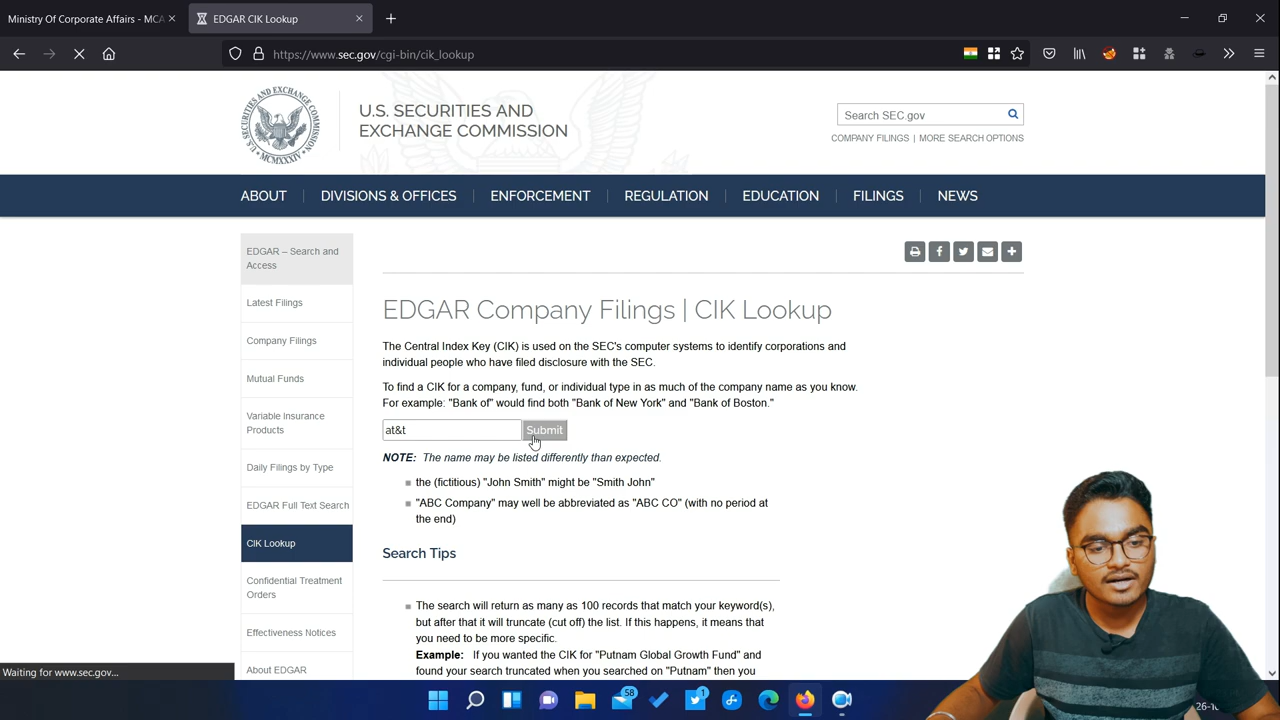 Ministry Of Corporate Affairs - MCA
EDGAR CIK Lookup
https://www.sec.gov/cgi-bin/cik_lookup
U.S. SECURITIES AND
EXCHANGE COMMISSION
SECURITIES AND EXCHANGE COMMISSION
MCMXXXIV
Search SEC.gov
COMPANY FILINGS | MORE SEARCH OPTIONS
ABOUT
DIVISIONS & OFFICES
ENFORCEMENT
REGULATION
EDUCATION
FILINGS
NEWS
EDGAR – Search and
Access
Latest Filings
Company Filings
Mutual Funds
Variable Insurance
Products
Daily Filings by Type
EDGAR Full Text Search
CIK Lookup
Confidential Treatment
Orders
Effectiveness Notices
About EDGAR
EDGAR Company Filings | CIK Lookup
The Central Index Key (CIK) is used on the SEC's computer systems to identify corporations and
individual people who have filed disclosure with the SEC.
To find a CIK for a company, fund, or individual type in as much of the company name as you know.
For example: "Bank of" would find both "Bank of New York" and "Bank of Boston."
at&t
Submit
NOTE: The name may be listed differently than expected.
the (fictitious) "John Smith" might be "Smith John"
"ABC Company" may well be abbreviated as "ABC CO" (with no period at
the end)
Search Tips
The search will return as many as 100 records that match your keyword(s),
but after that it will truncate (cut off) the list. If this happens, it means that
you need to be more specific.
Example: If you wanted the CIK for "Putnam Global Growth Fund" and
found your search truncated when you searched on "Putnam" then you
Waiting for www.sec.gov...
58
1